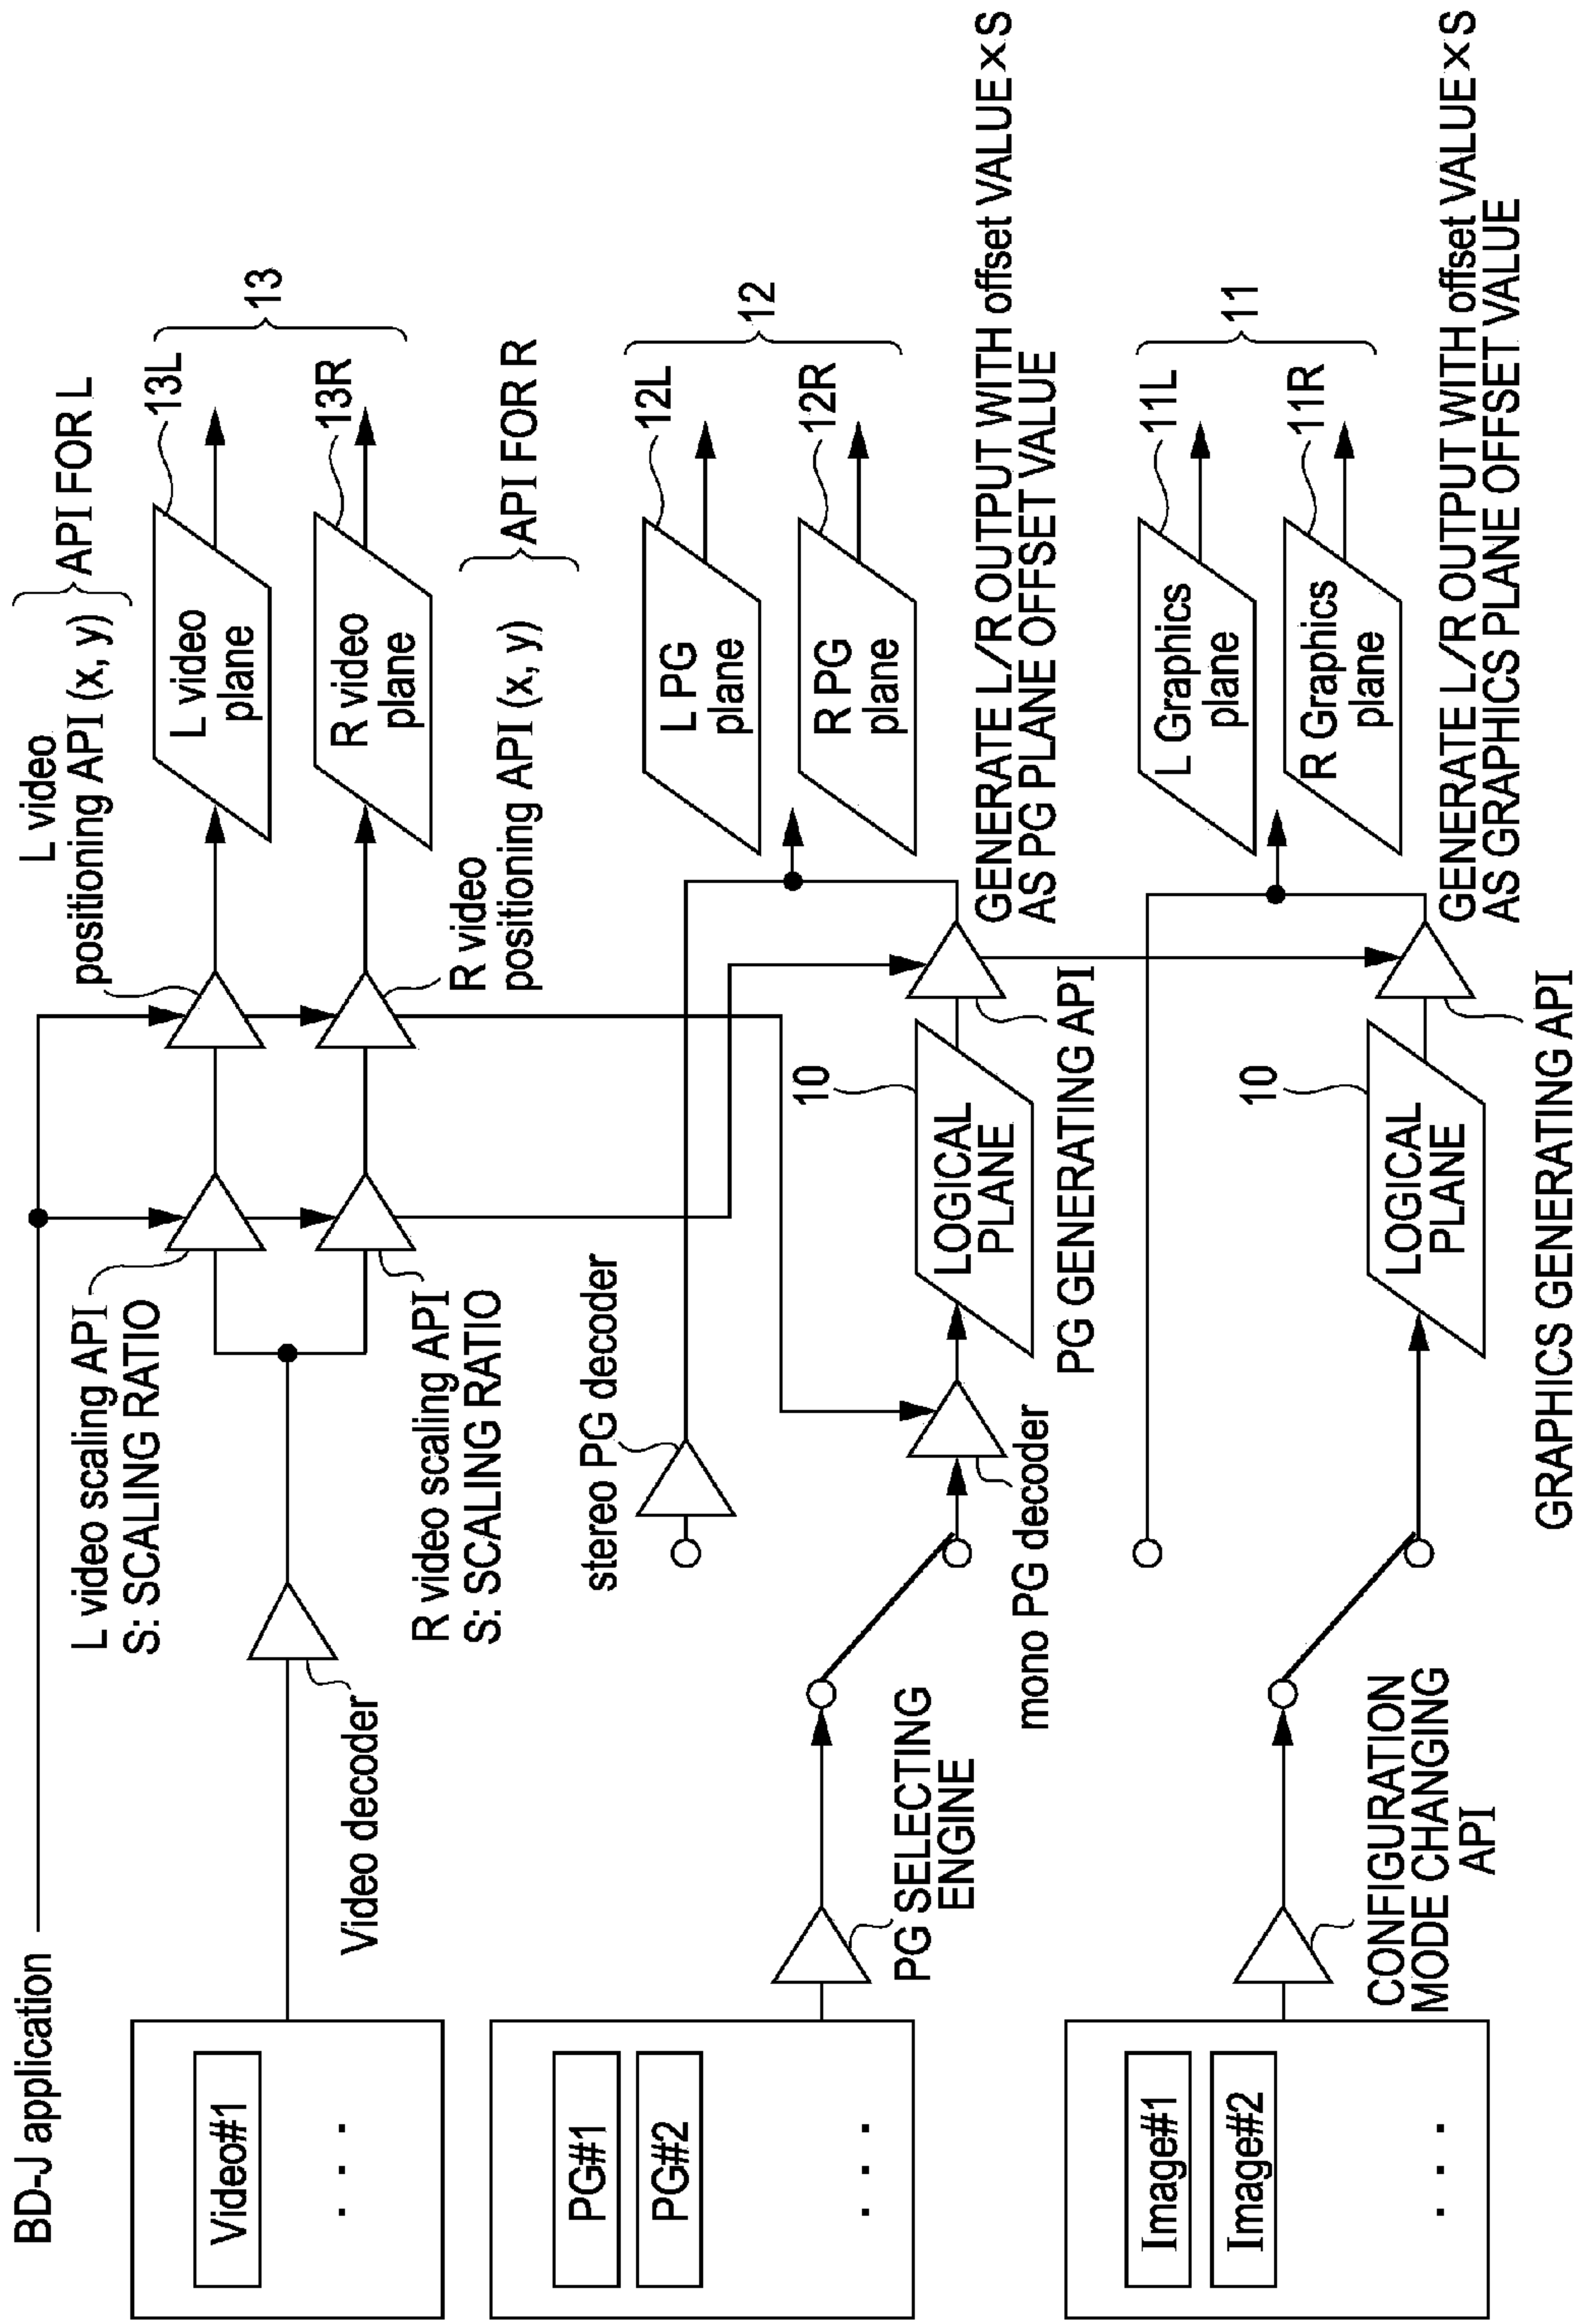 BD-J application
Video#1
. . .
Video decoder
L video scaling API
S: SCALING RATIO
R video scaling API
S: SCALING RATIO
L video
positioning API (x, y)
API FOR L
R video
positioning API (x, y)
API FOR R
L video
plane
13L
R video
plane
13R
13
PG#1
PG#2
. . .
PG SELECTING
ENGINE
stereo PG decoder
mono PG decoder
10
LOGICAL
PLANE
PG GENERATING API
L PG
plane
12L
R PG
plane
12R
12
GENERATE L/R OUTPUT WITH offset VALUE×S
AS PG PLANE OFFSET VALUE
Image#1
Image#2
. . .
CONFIGURATION
MODE CHANGING
API
10
LOGICAL
PLANE
GRAPHICS GENERATING API
L Graphics
plane
11L
R Graphics
plane
11R
11
GENERATE L/R OUTPUT WITH offset VALUE×S
AS GRAPHICS PLANE OFFSET VALUE